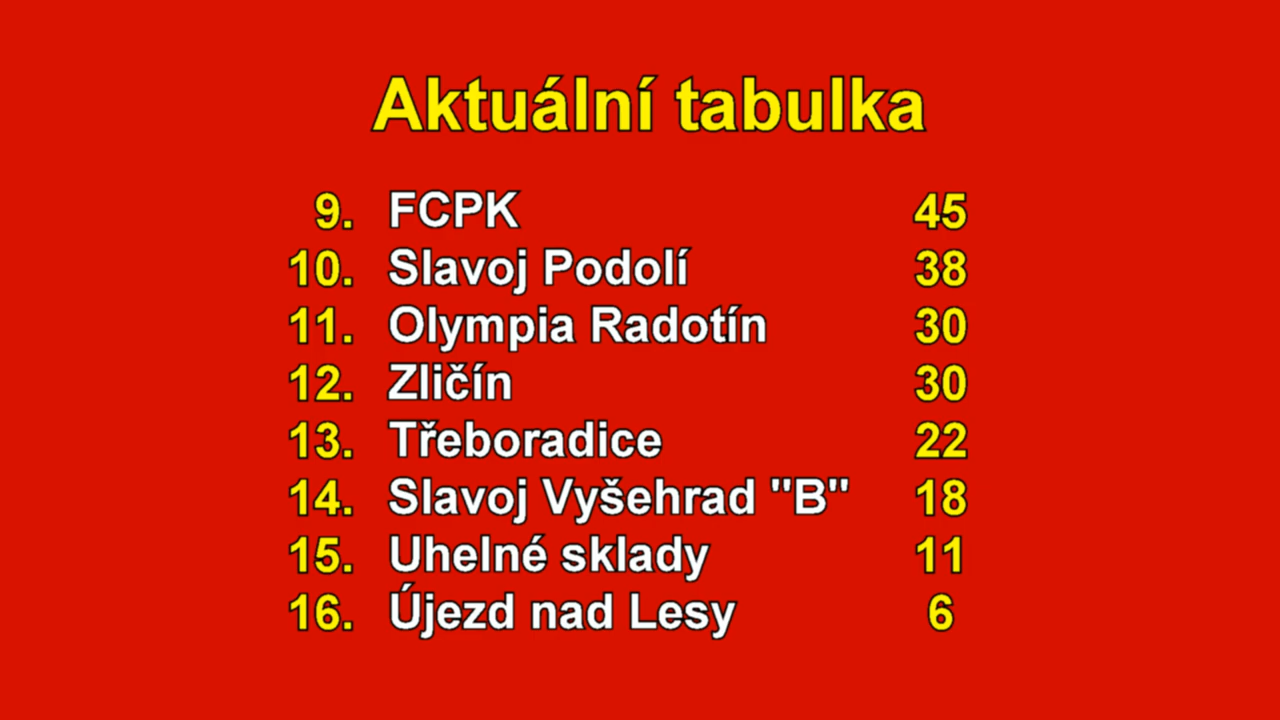 Aktuální tabulka
9. FCPK 45
10. Slavoj Podolí 38
11. Olympia Radotín 30
12. Zličín 30
13. Třeboradice 22
14. Slavoj Vyšehrad "B" 18
15. Uhelné sklady 11
16. Újezd nad Lesy 6